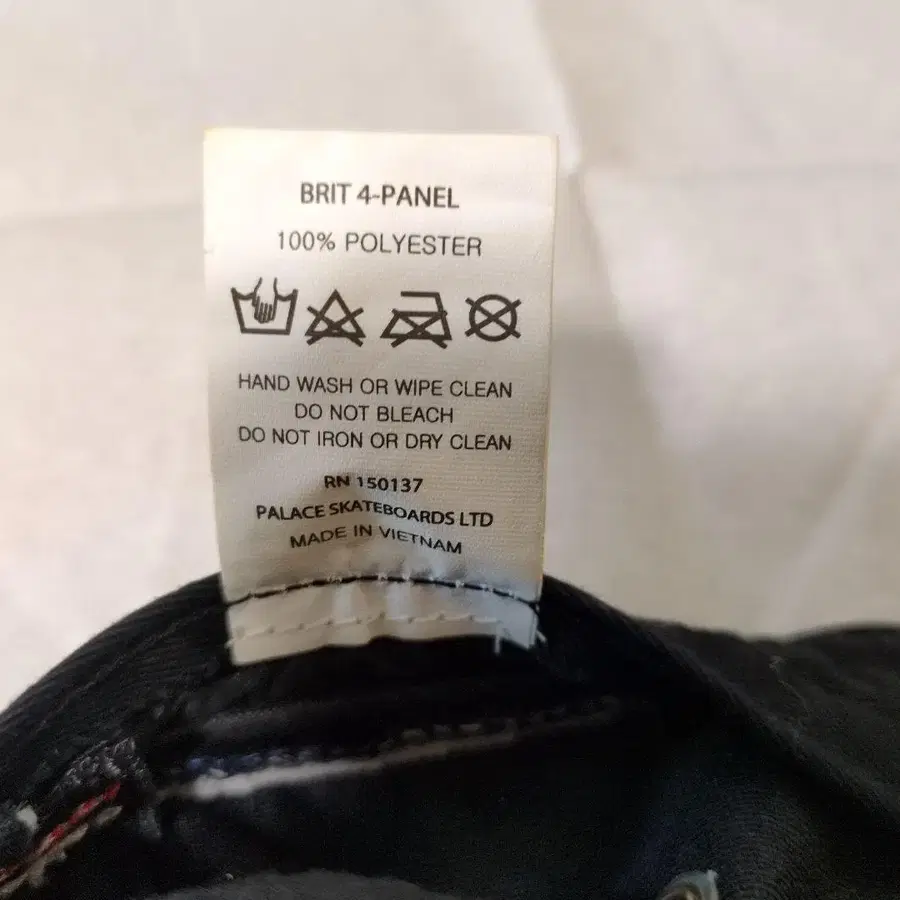 BRIT 4-PANEL
100% POLYESTER
HAND WASH OR WIPE CLEAN
DO NOT BLEACH
DO NOT IRON OR DRY CLEAN
RN 150137
PALACE SKATEBOARDS LTD
MADE IN VIETNAM